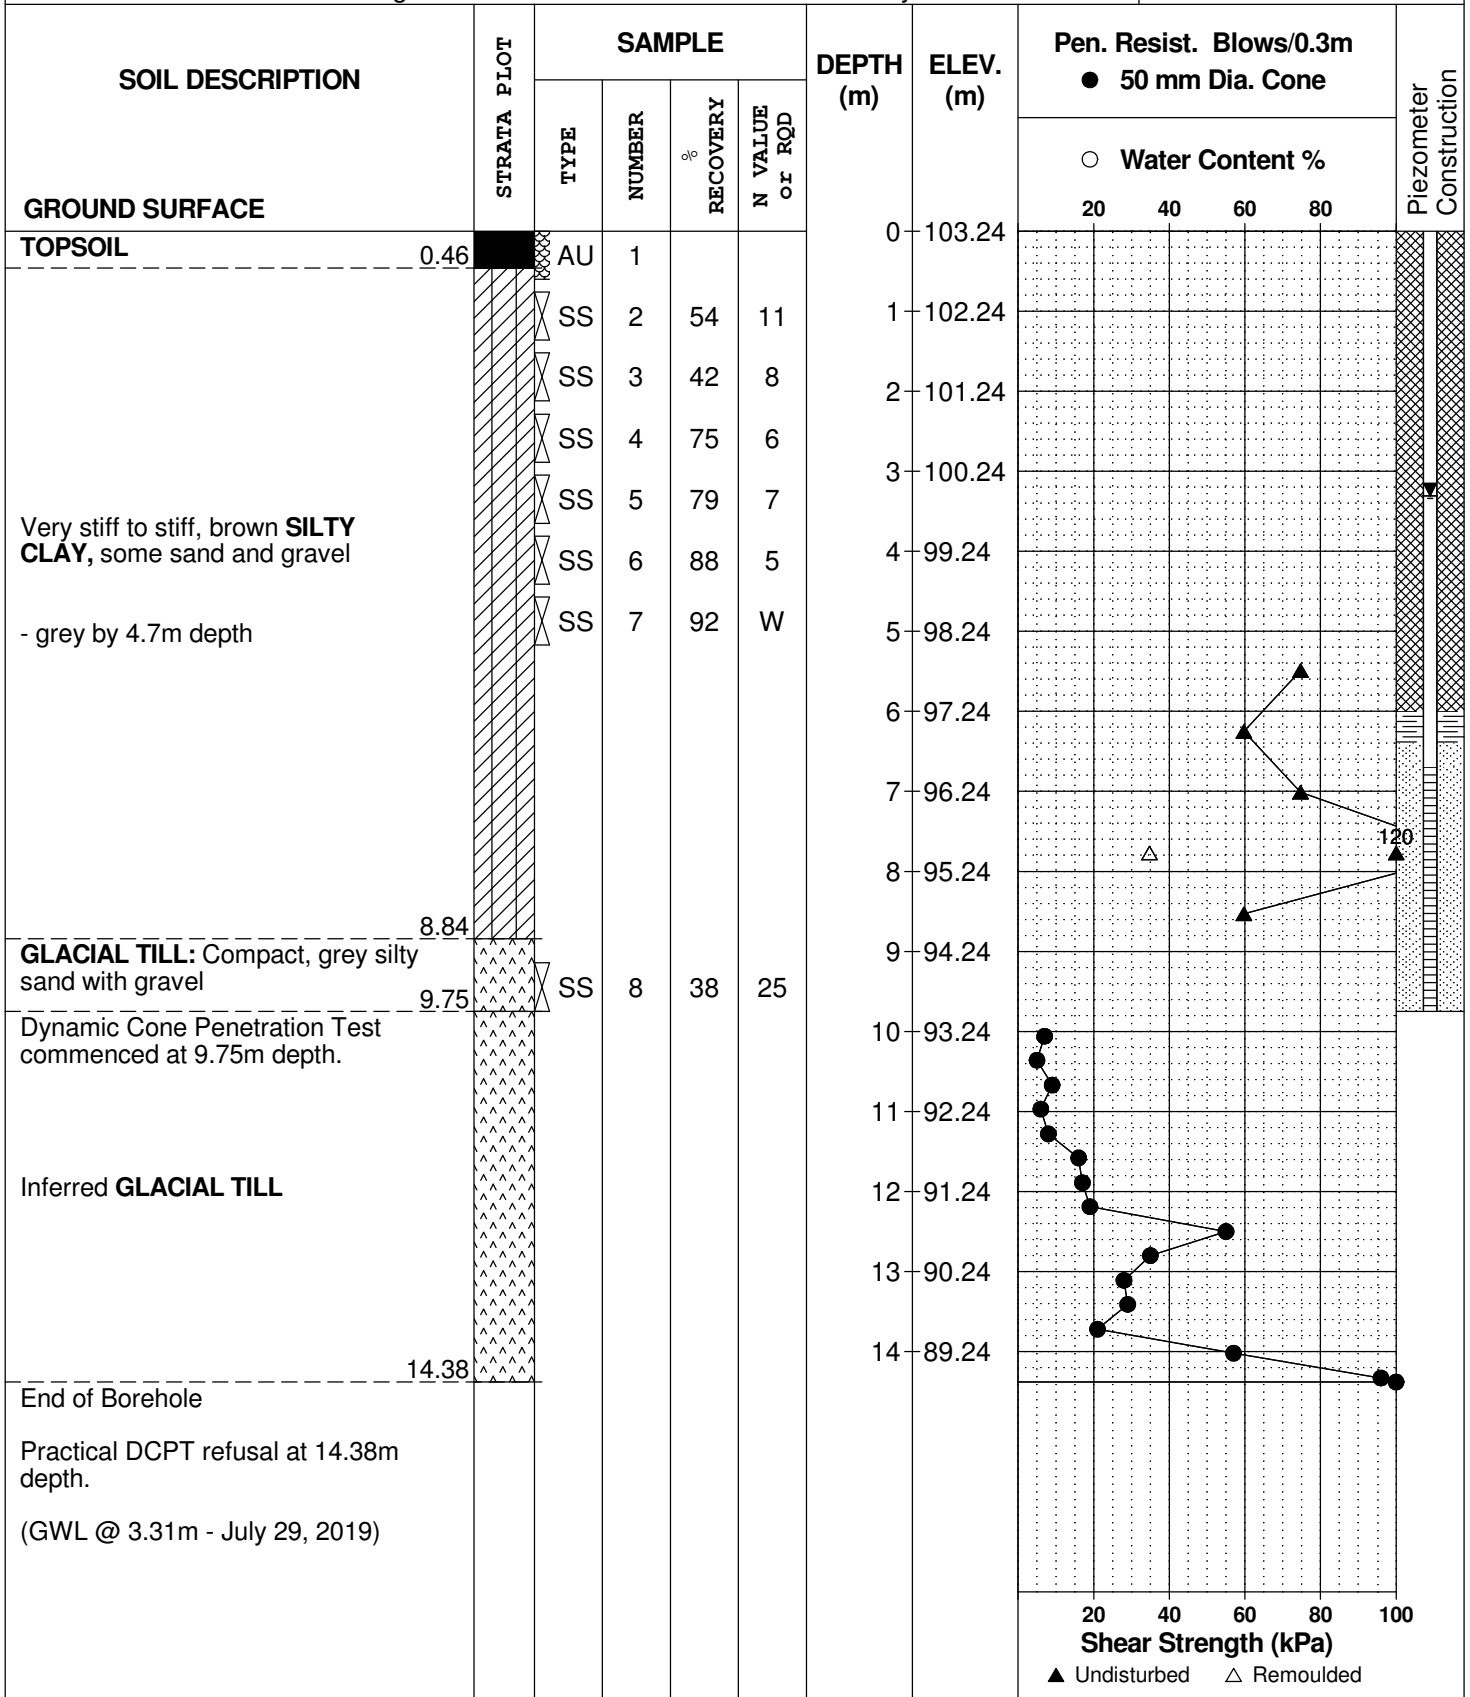 SOIL DESCRIPTION
GROUND SURFACE
STRATA PLOT
SAMPLE
TYPE
NUMBER
% RECOVERY
N VALUE or RQD
DEPTH (m)
ELEV. (m)
Pen. Resist. Blows/0.3m
● 50 mm Dia. Cone
○ Water Content %
20 40 60 80
Piezometer Construction
TOPSOIL
0.46
AU 1
SS 2 54 11
SS 3 42 8
SS 4 75 6
SS 5 79 7
Very stiff to stiff, brown SILTY
CLAY, some sand and gravel
SS 6 88 5
SS 7 92 W
- grey by 4.7m depth
8.84
GLACIAL TILL: Compact, grey silty
sand with gravel
9.75
SS 8 38 25
Dynamic Cone Penetration Test
commenced at 9.75m depth.
Inferred GLACIAL TILL
14.38
End of Borehole
Practical DCPT refusal at 14.38m
depth.
(GWL @ 3.31m - July 29, 2019)
0 103.24
1 102.24
2 101.24
3 100.24
4 99.24
5 98.24
6 97.24
7 96.24
8 95.24
9 94.24
10 93.24
11 92.24
12 91.24
13 90.24
14 89.24
120
20 40 60 80 100
Shear Strength (kPa)
▲ Undisturbed △ Remoulded